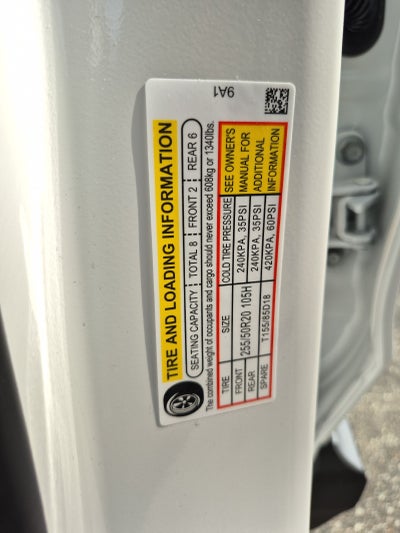 9A1
TIRE AND LOADING INFORMATION
SEATING CAPACITY TOTAL 8 FRONT 2 REAR 6
The combined weight of occupants and cargo should never exceed 608kg or 1340lbs.
TIRE SIZE COLD TIRE PRESSURE SEE OWNER'S
FRONT 255/50R20 105H 240KPA, 35PSI MANUAL FOR
REAR 240KPA, 35PSI ADDITIONAL
SPARE T155/85D18 420KPA, 60PSI INFORMATION